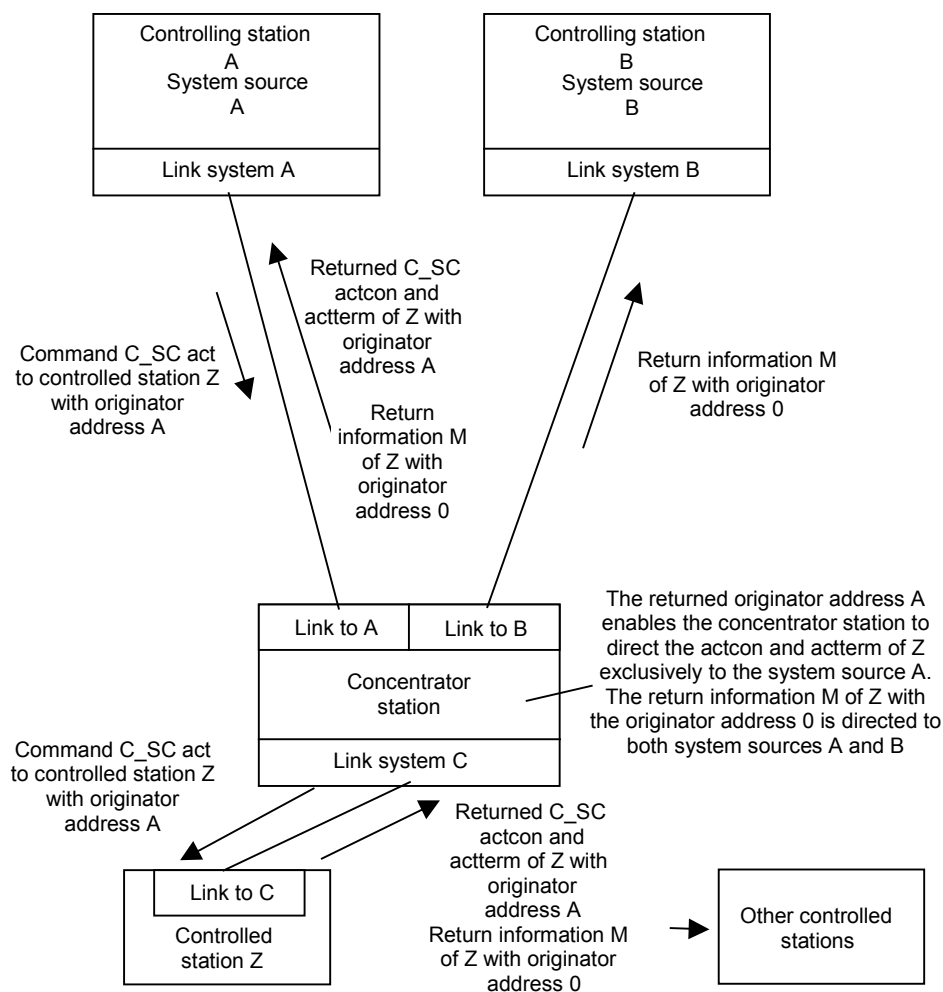 Controlling station
A
System source
A
Link system A
Controlling station
B
System source
B
Link system B
Returned C_SC
actcon and
actterm of Z with
originator
address A
Command C_SC act
to controlled station Z
with originator
address A
Return
information M
of Z with
originator
address 0
Return information M
of Z with originator
address 0
Link to A
Link to B
Concentrator
station
Link system C
The returned originator address A
enables the concentrator station to
direct the actcon and actterm of Z
exclusively to the system source A.
The return information M of Z with
the originator address 0 is directed to
both system sources A and B
Command C_SC act
to controlled station Z
with originator
address A
Returned C_SC
actcon and
actterm of Z with
originator
address A
Return information M
of Z with originator
address 0
Link to C
Controlled
station Z
Other controlled
stations